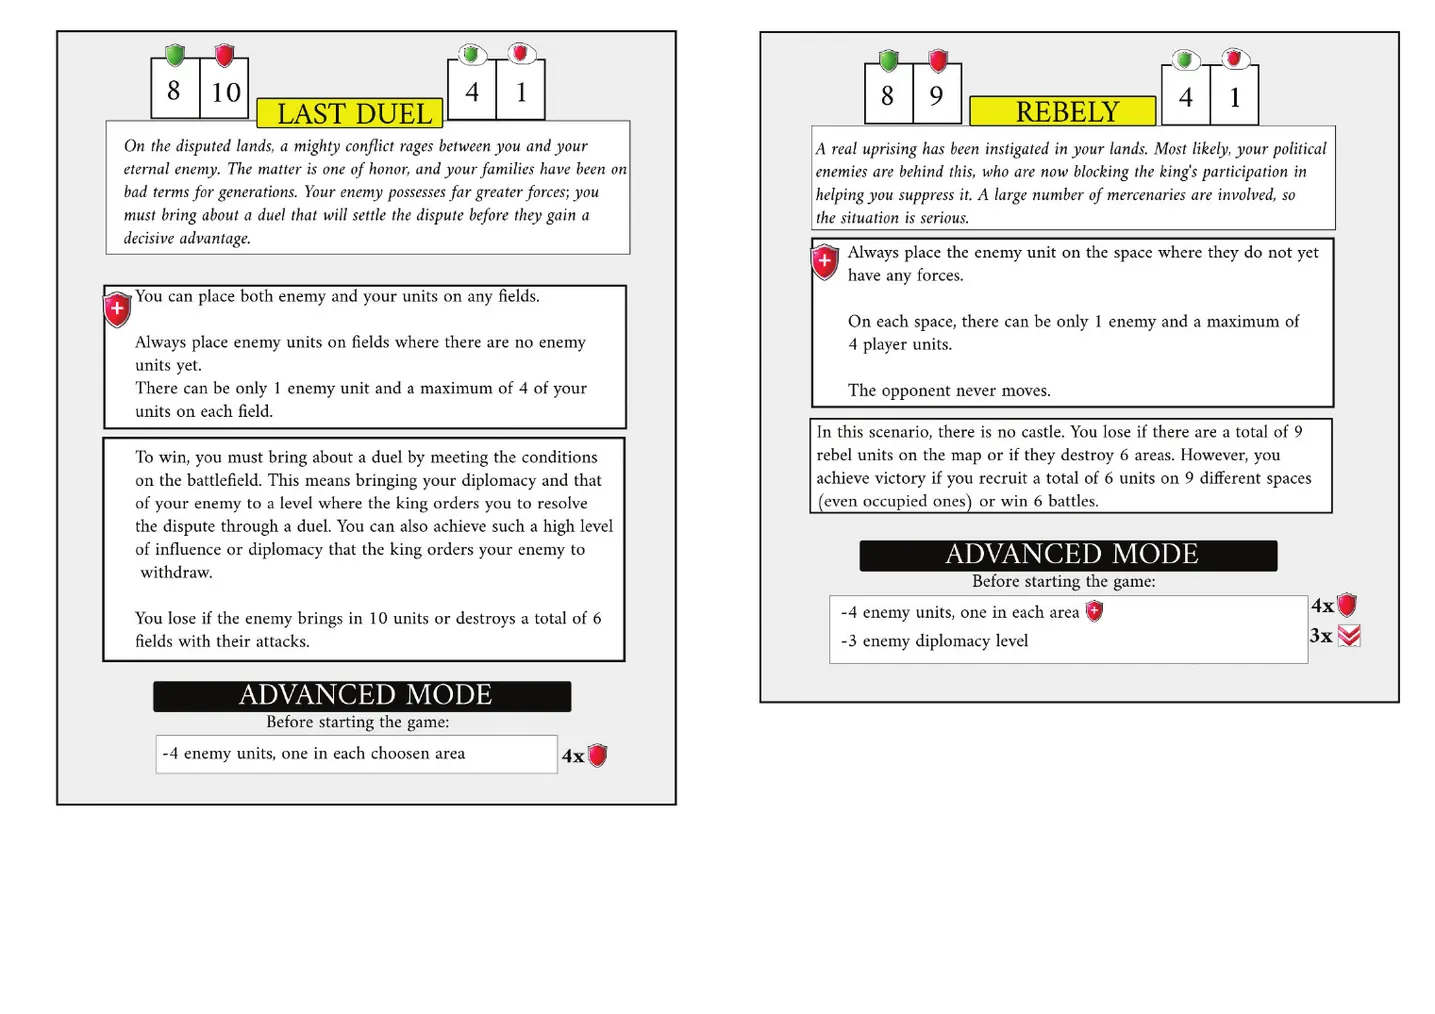 8 10
4 1
LAST DUEL
On the disputed lands, a mighty conflict rages between you and your
eternal enemy. The matter is one of honor, and your families have been on
bad terms for generations. Your enemy possesses far greater forces; you
must bring about a duel that will settle the dispute before they gain a
decisive advantage.
You can place both enemy and your units on any fields.
Always place enemy units on fields where there are no enemy
units yet.
There can be only 1 enemy unit and a maximum of 4 of your
units on each field.
To win, you must bring about a duel by meeting the conditions
on the battlefield. This means bringing your diplomacy and that
of your enemy to a level where the king orders you to resolve
the dispute through a duel. You can also achieve such a high level
of influence or diplomacy that the king orders your enemy to
withdraw.
You lose if the enemy brings in 10 units or destroys a total of 6
fields with their attacks.
ADVANCED MODE
Before starting the game:
-4 enemy units, one in each choosen area
4x
8 9
4 1
REBELY
A real uprising has been instigated in your lands. Most likely, your political
enemies are behind this, who are now blocking the king's participation in
helping you suppress it. A large number of mercenaries are involved, so
the situation is serious.
Always place the enemy unit on the space where they do not yet
have any forces.
On each space, there can be only 1 enemy and a maximum of
4 player units.
The opponent never moves.
In this scenario, there is no castle. You lose if there are a total of 9
rebel units on the map or if they destroy 6 areas. However, you
achieve victory if you recruit a total of 6 units on 9 different spaces
(even occupied ones) or win 6 battles.
ADVANCED MODE
Before starting the game:
-4 enemy units, one in each area
4x
-3 enemy diplomacy level
3x